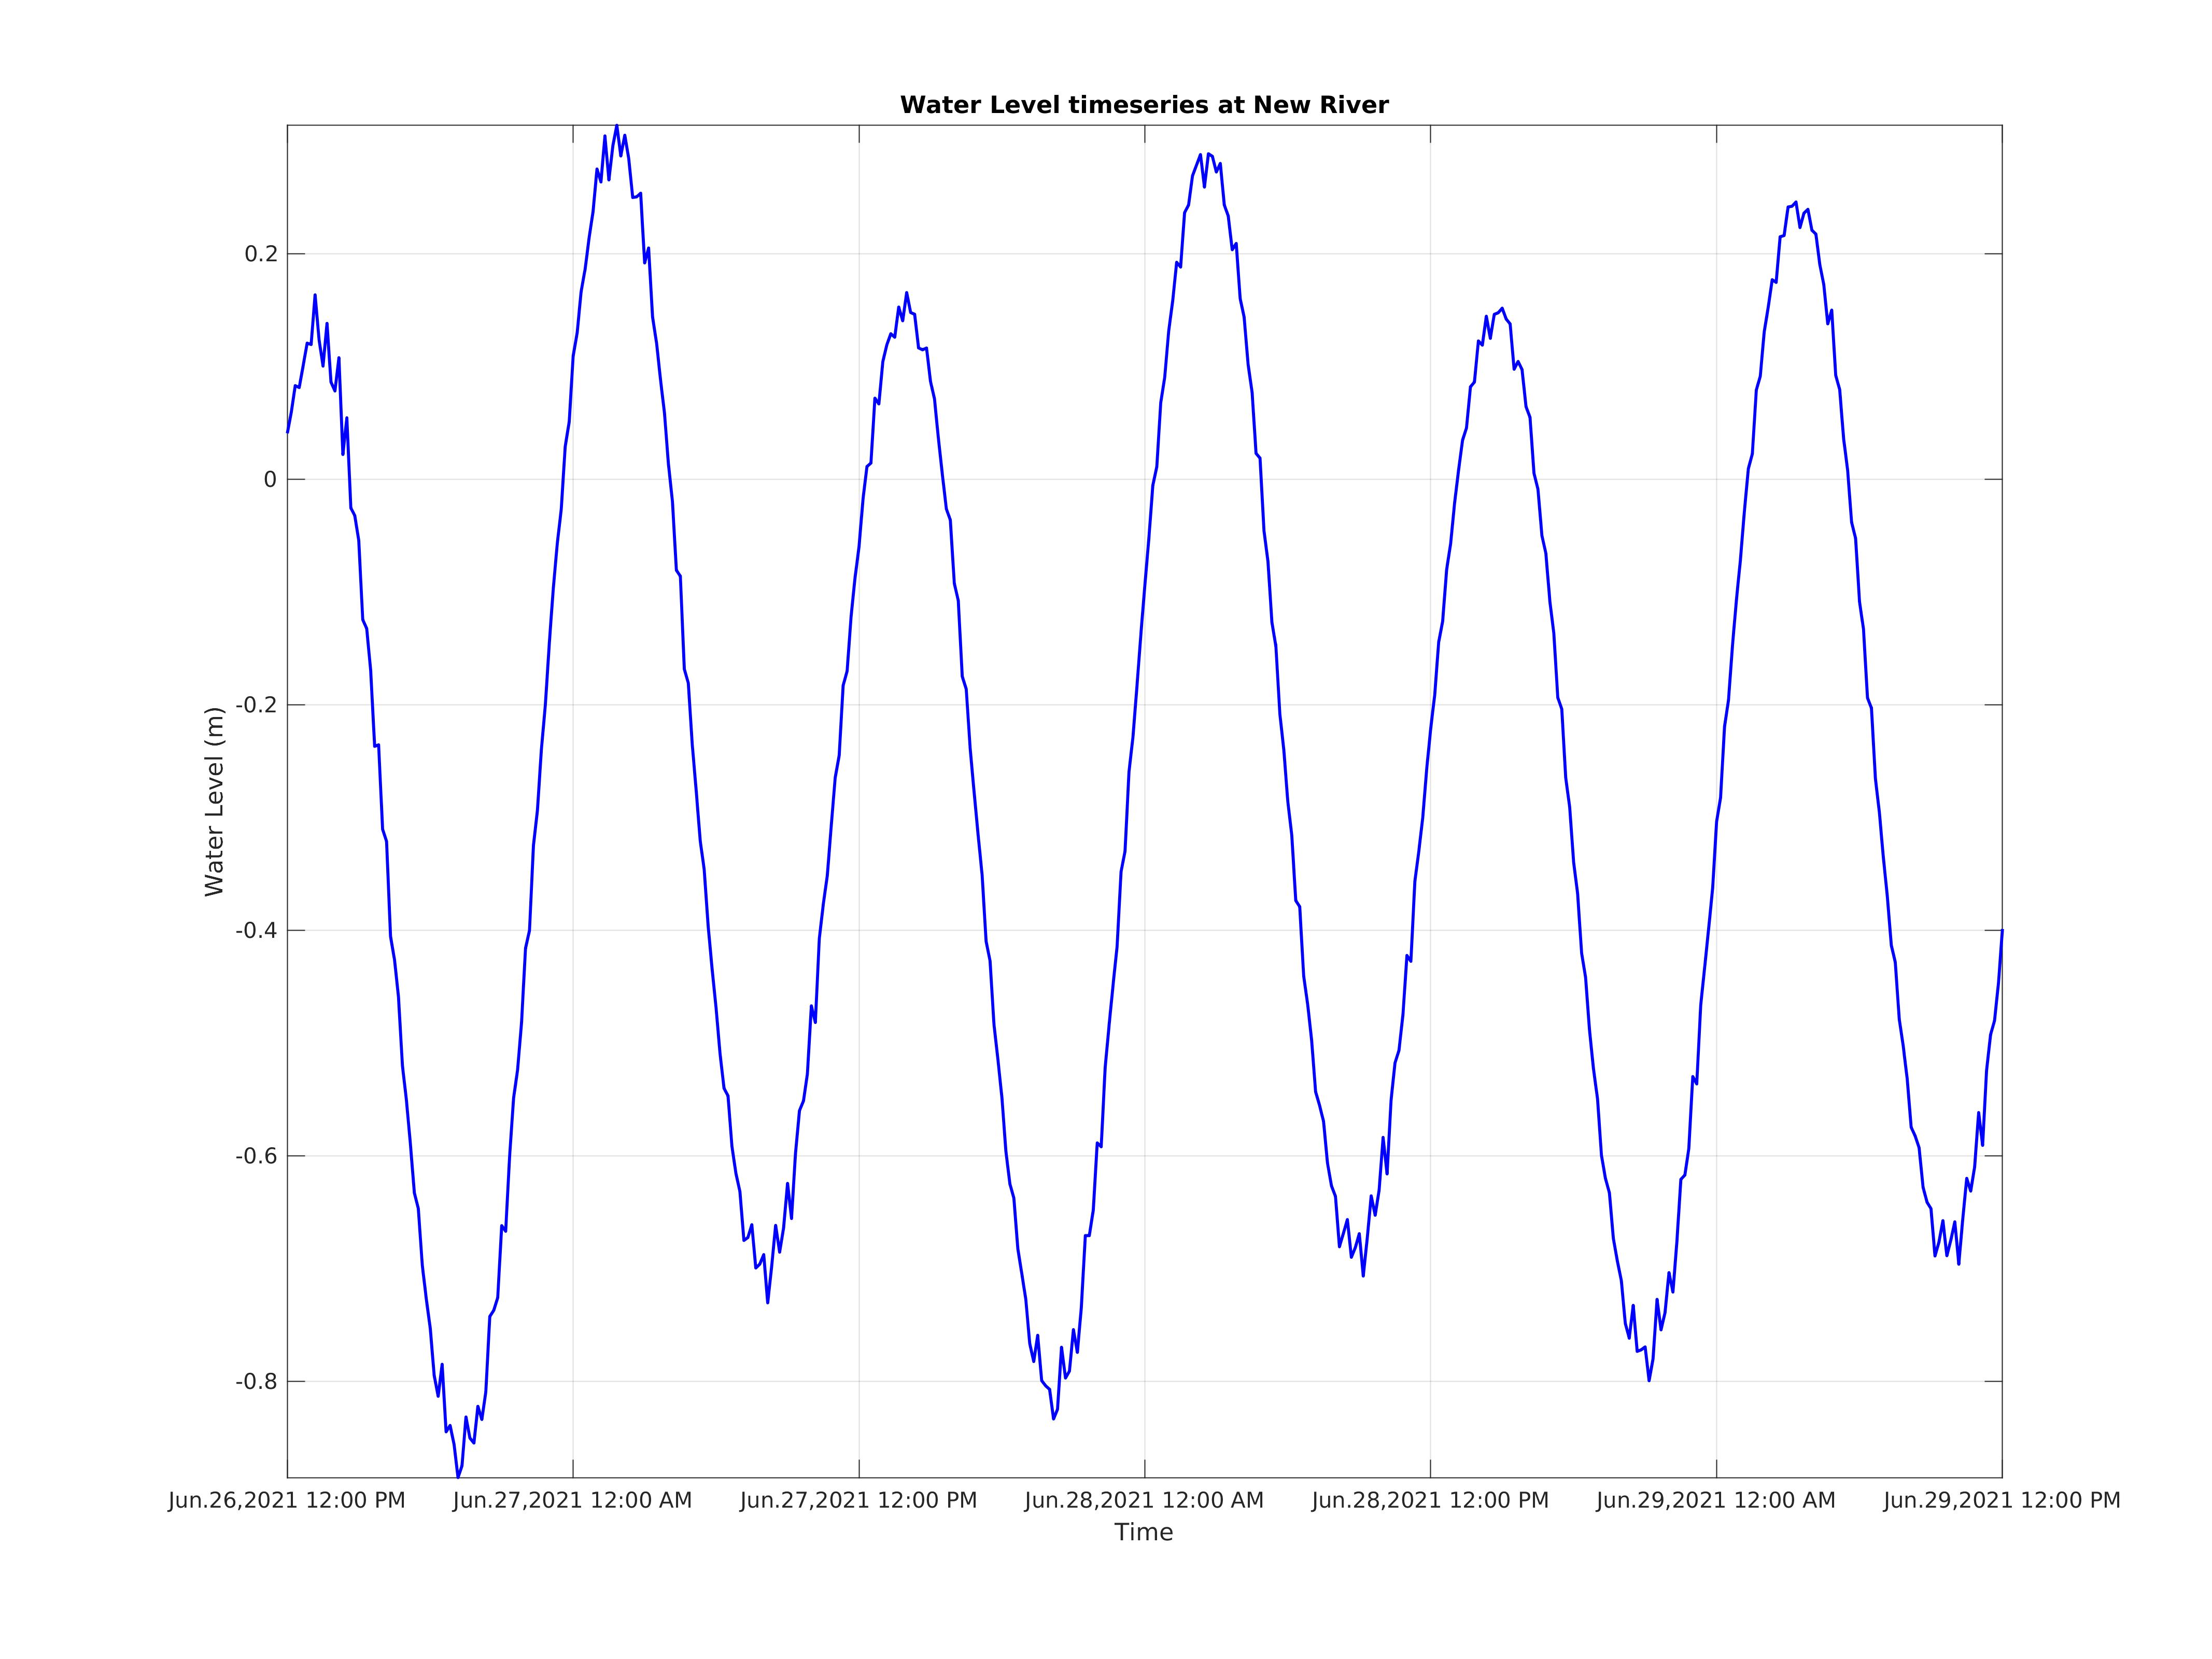 Water Level timeseries at New River
0.2
0
-0.2
-0.4
-0.6
-0.8
Water Level (m)
Jun.26,2021 12:00 PM
Jun.27,2021 12:00 AM
Jun.27,2021 12:00 PM
Jun.28,2021 12:00 AM
Jun.28,2021 12:00 PM
Jun.29,2021 12:00 AM
Jun.29,2021 12:00 PM
Time